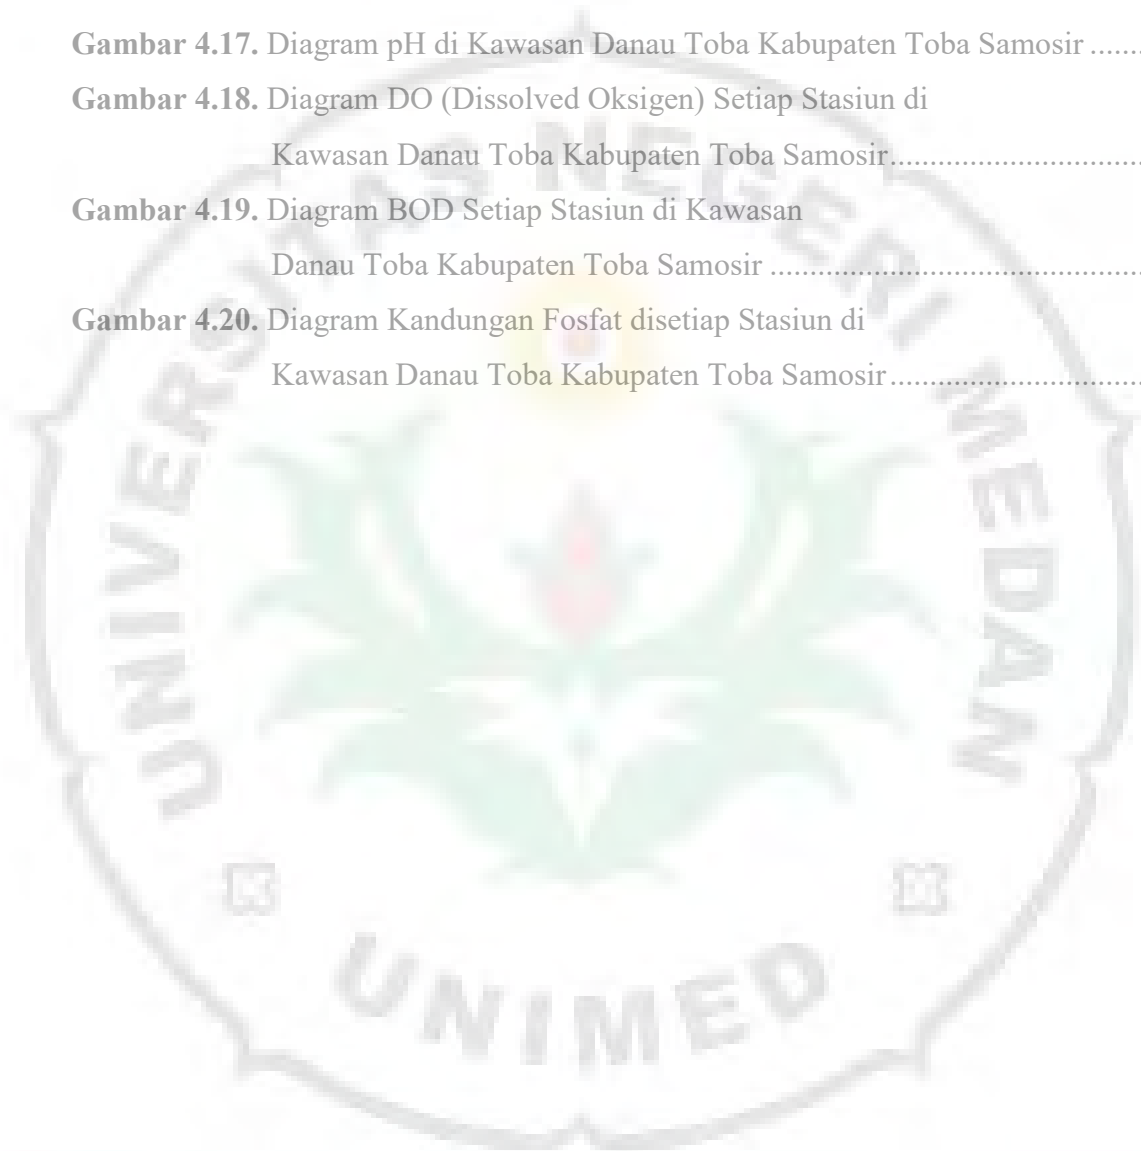 Gambar 4.17. Diagram pH di Kawasan Danau Toba Kabupaten Toba Samosir .......
Gambar 4.18. Diagram DO (Dissolved Oksigen) Setiap Stasiun di
Kawasan Danau Toba Kabupaten Toba Samosir................................
Gambar 4.19. Diagram BOD Setiap Stasiun di Kawasan
Danau Toba Kabupaten Toba Samosir ...............................................
Gambar 4.20. Diagram Kandungan Fosfat disetiap Stasiun di
Kawasan Danau Toba Kabupaten Toba Samosir................................
UNIVERSITAS NEGERI MEDAN
UNIMED